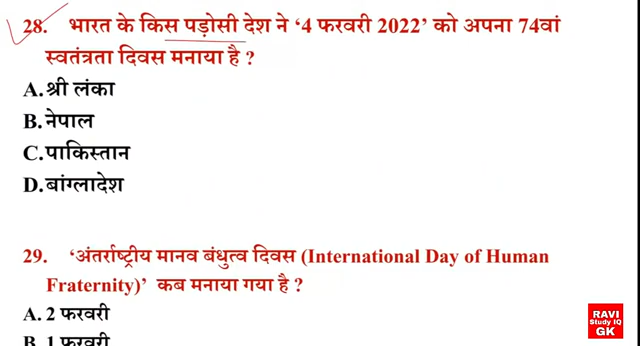 28. भारत के किस पड़ोसी देश ने ‘4 फरवरी 2022’ को अपना 74वां
स्वतंत्रता दिवस मनाया है ?
A.श्री लंका
B.नेपाल
C.पाकिस्तान
D.बांग्लादेश
29. ‘अंतर्राष्ट्रीय मानव बंधुत्व दिवस (International Day of Human
Fraternity)’ कब मनाया गया है ?
A. 2 फरवरी
B. 1 फरवरी
RAVI
Study IQ
GK